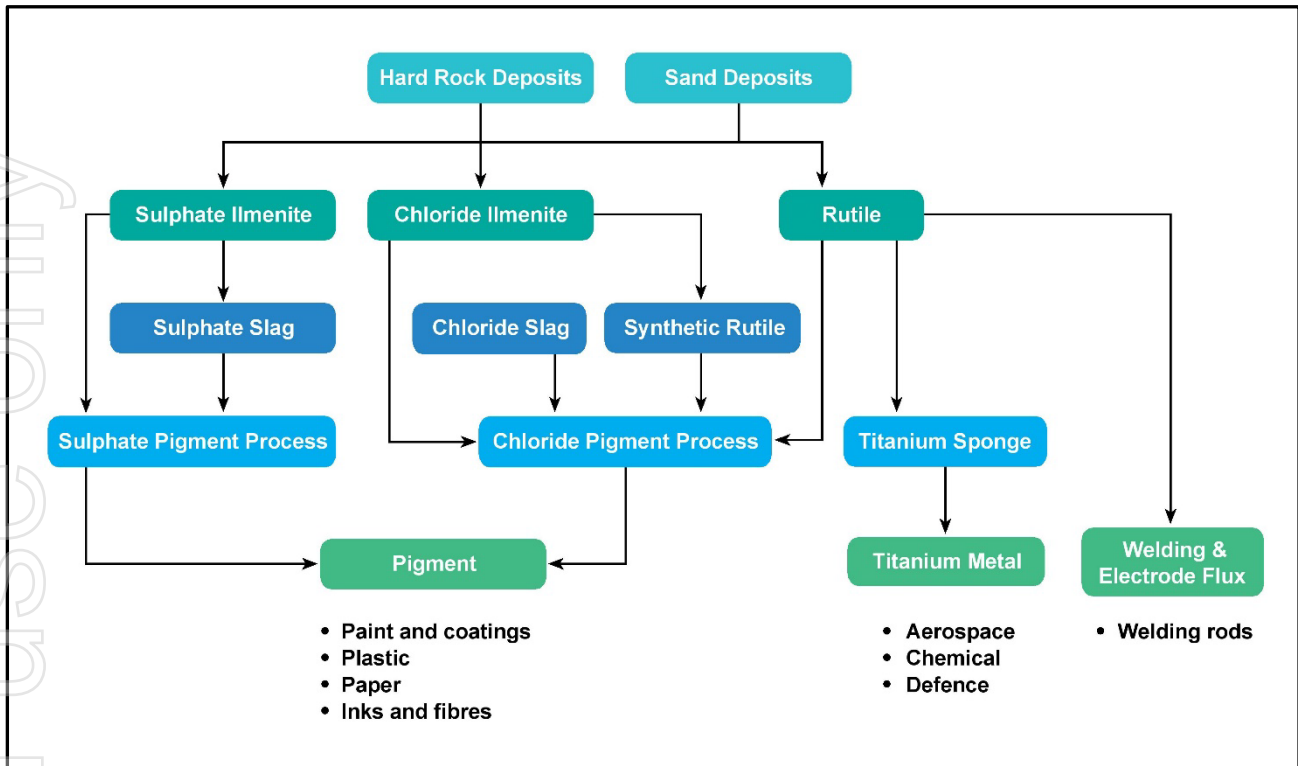 Hard Rock Deposits
Sand Deposits
Sulphate Ilmenite
Chloride Ilmenite
Rutile
Sulphate Slag
Chloride Slag
Synthetic Rutile
Sulphate Pigment Process
Chloride Pigment Process
Titanium Sponge
Pigment
Titanium Metal
Welding &
Electrode Flux
• Paint and coatings
• Plastic
• Paper
• Inks and fibres
• Aerospace
• Chemical
• Defence
• Welding rods
use only